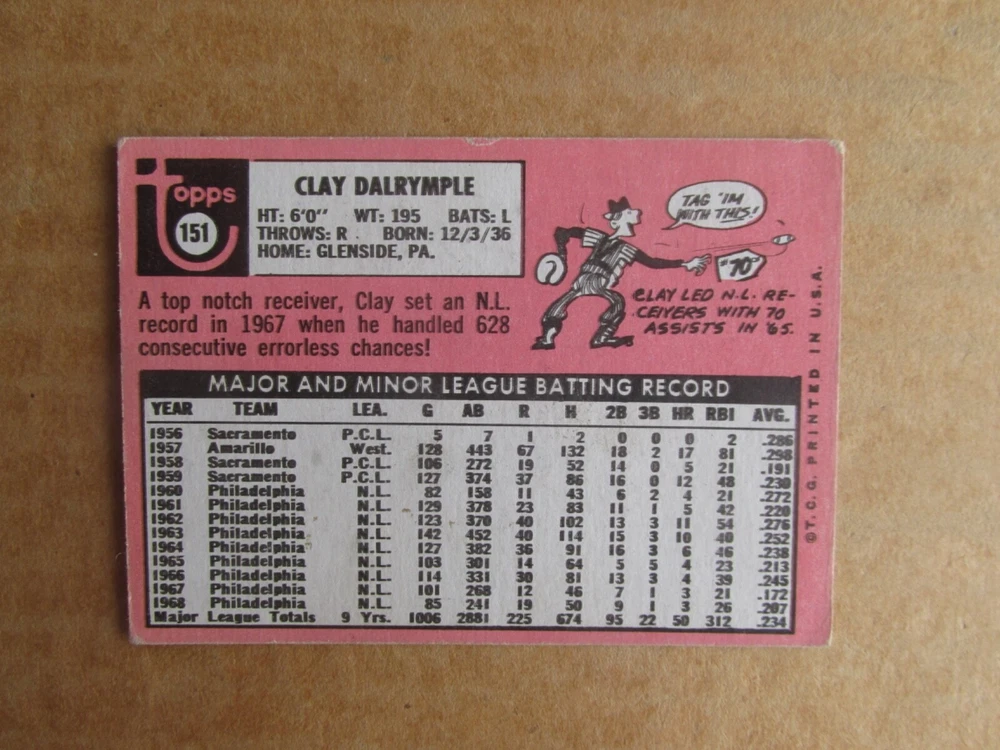 topps
151
CLAY DALRYMPLE
HT: 6'0" WT: 195 BATS: L
THROWS: R BORN: 12/3/36
HOME: GLENSIDE, PA.
A top notch receiver, Clay set an N.L.
record in 1967 when he handled 628
consecutive errorless chances!
TAG 'IM
WITH THIS!
"70"
CLAY LED N.L. RE-
CEIVERS WITH 70
ASSISTS IN '65.
MAJOR AND MINOR LEAGUE BATTING RECORD
YEAR TEAM LEA. G AB R H 2B 3B HR RBI AVG.
1956 Sacramento P.C.L. 5 7 1 2 0 0 0 2 .286
1957 Amarillo West. 128 443 67 132 18 2 17 81 .298
1958 Sacramento P.C.L. 106 272 19 52 14 0 5 21 .191
1959 Sacramento P.C.L. 127 374 37 86 16 0 12 48 .230
1960 Philadelphia N.L. 82 158 11 43 6 2 4 21 .272
1961 Philadelphia N.L. 129 378 23 83 11 1 5 42 .220
1962 Philadelphia N.L. 123 370 40 102 13 3 11 54 .276
1963 Philadelphia N.L. 142 452 40 114 15 3 10 40 .252
1964 Philadelphia N.L. 127 382 36 91 16 3 6 46 .238
1965 Philadelphia N.L. 103 301 14 64 5 5 4 23 .213
1966 Philadelphia N.L. 114 331 30 81 13 3 4 39 .245
1967 Philadelphia N.L. 101 268 12 46 7 1 3 21 .172
1968 Philadelphia N.L. 85 241 19 50 9 1 3 26 .207
Major League Totals 9 Yrs. 1006 2881 225 674 95 22 50 312 .234
©T.C.G. PRINTED IN U.S.A.